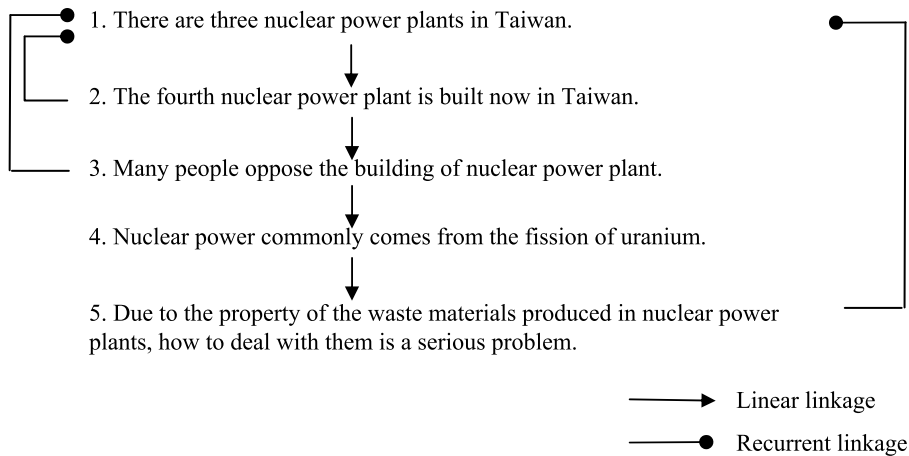 1. There are three nuclear power plants in Taiwan.
2. The fourth nuclear power plant is built now in Taiwan.
3. Many people oppose the building of nuclear power plant.
4. Nuclear power commonly comes from the fission of uranium.
5. Due to the property of the waste materials produced in nuclear power
plants, how to deal with them is a serious problem.
Linear linkage
Recurrent linkage